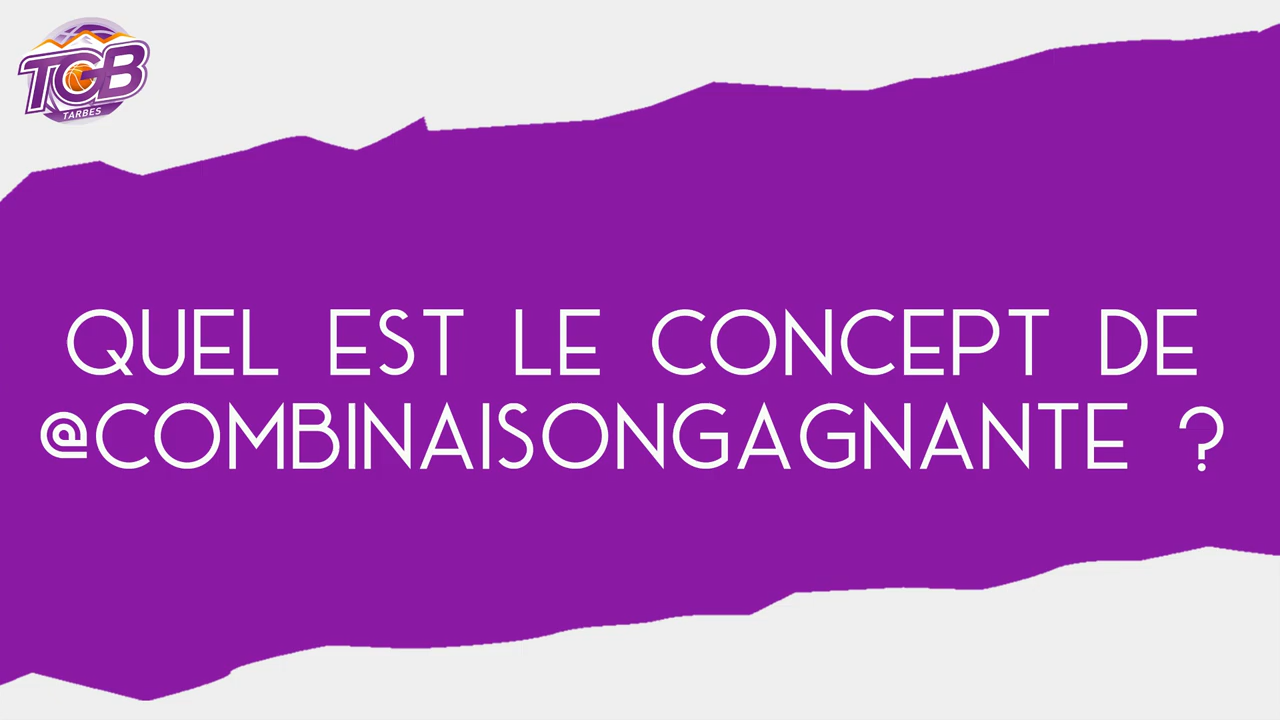 TGB
TARBES
QUEL EST LE CONCEPT DE
@COMBINAISONGAGNANTE ?